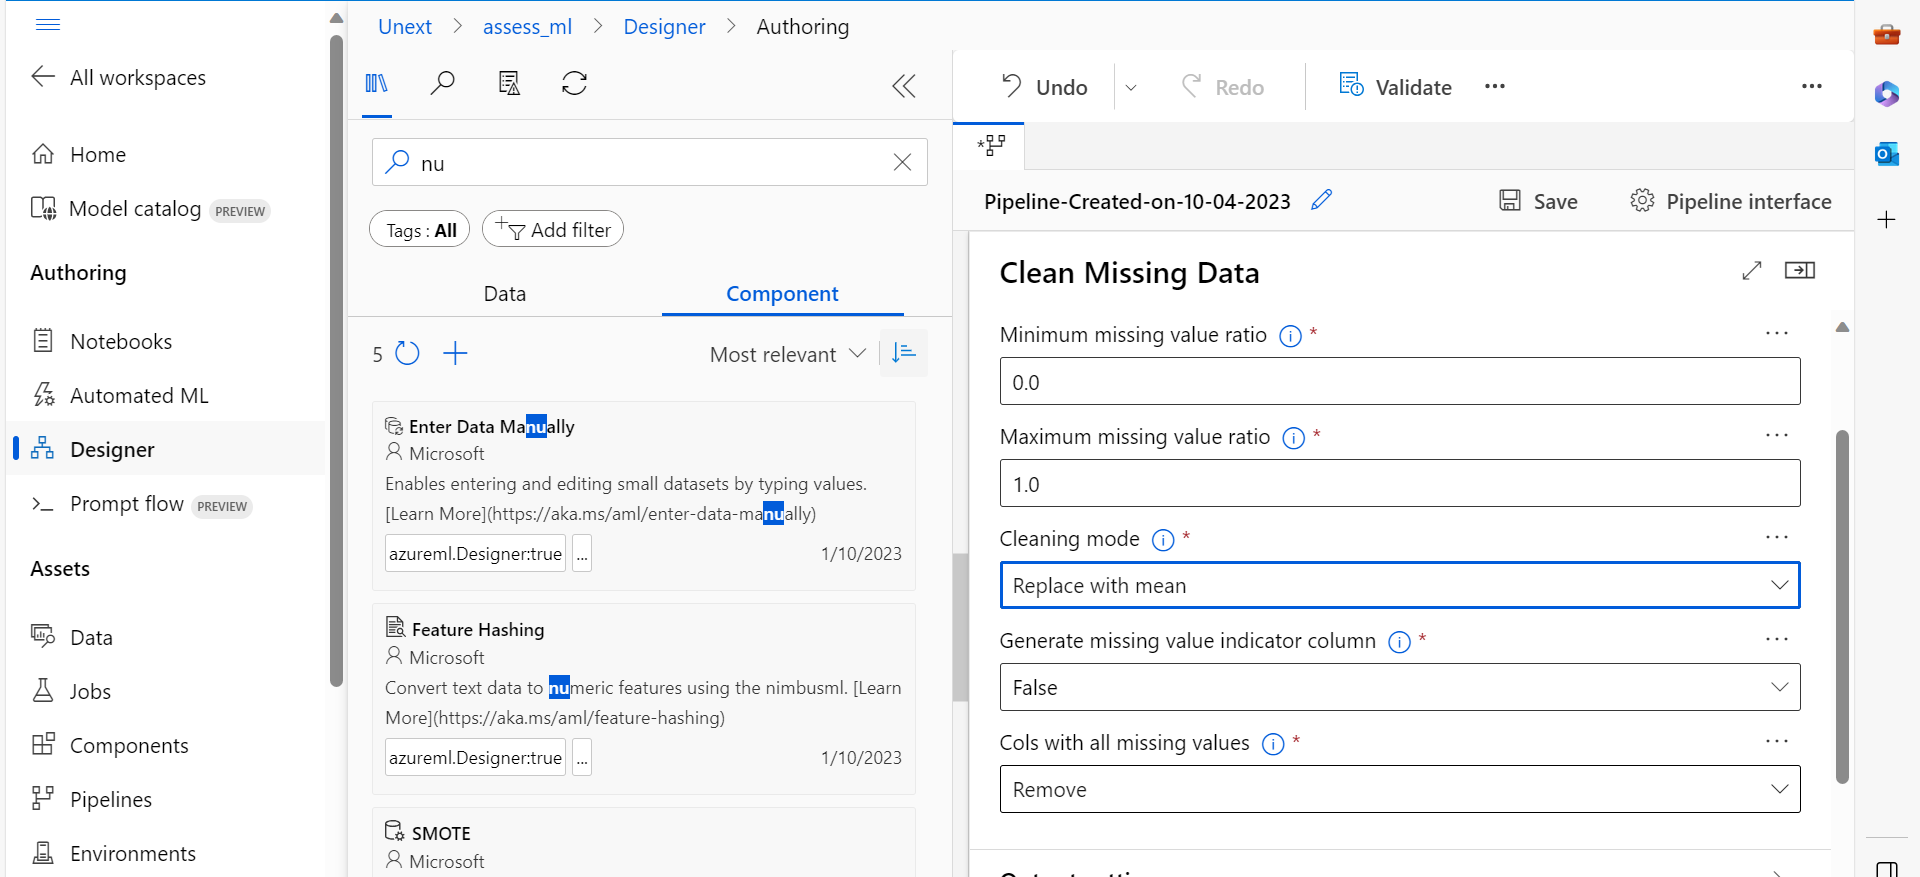 Unext > assess_ml > Designer > Authoring
All workspaces
Home
Model catalog PREVIEW
Authoring
Notebooks
Automated ML
Designer
Prompt flow PREVIEW
Assets
Data
Jobs
Components
Pipelines
Environments
nu
Tags : All
Add filter
Data Component
5 Most relevant
Enter Data Manually
Microsoft
Enables entering and editing small datasets by typing values.
[Learn More](https://aka.ms/aml/enter-data-manually)
azureml.Designer:true ... 1/10/2023
Feature Hashing
Microsoft
Convert text data to numeric features using the nimbusml. [Learn
More](https://aka.ms/aml/feature-hashing)
azureml.Designer:true ... 1/10/2023
SMOTE
Microsoft
Undo Redo Validate ... ...
Pipeline-Created-on-10-04-2023 Save Pipeline interface
Clean Missing Data
Minimum missing value ratio * ...
0.0
Maximum missing value ratio * ...
1.0
Cleaning mode * ...
Replace with mean
Generate missing value indicator column * ...
False
Cols with all missing values * ...
Remove